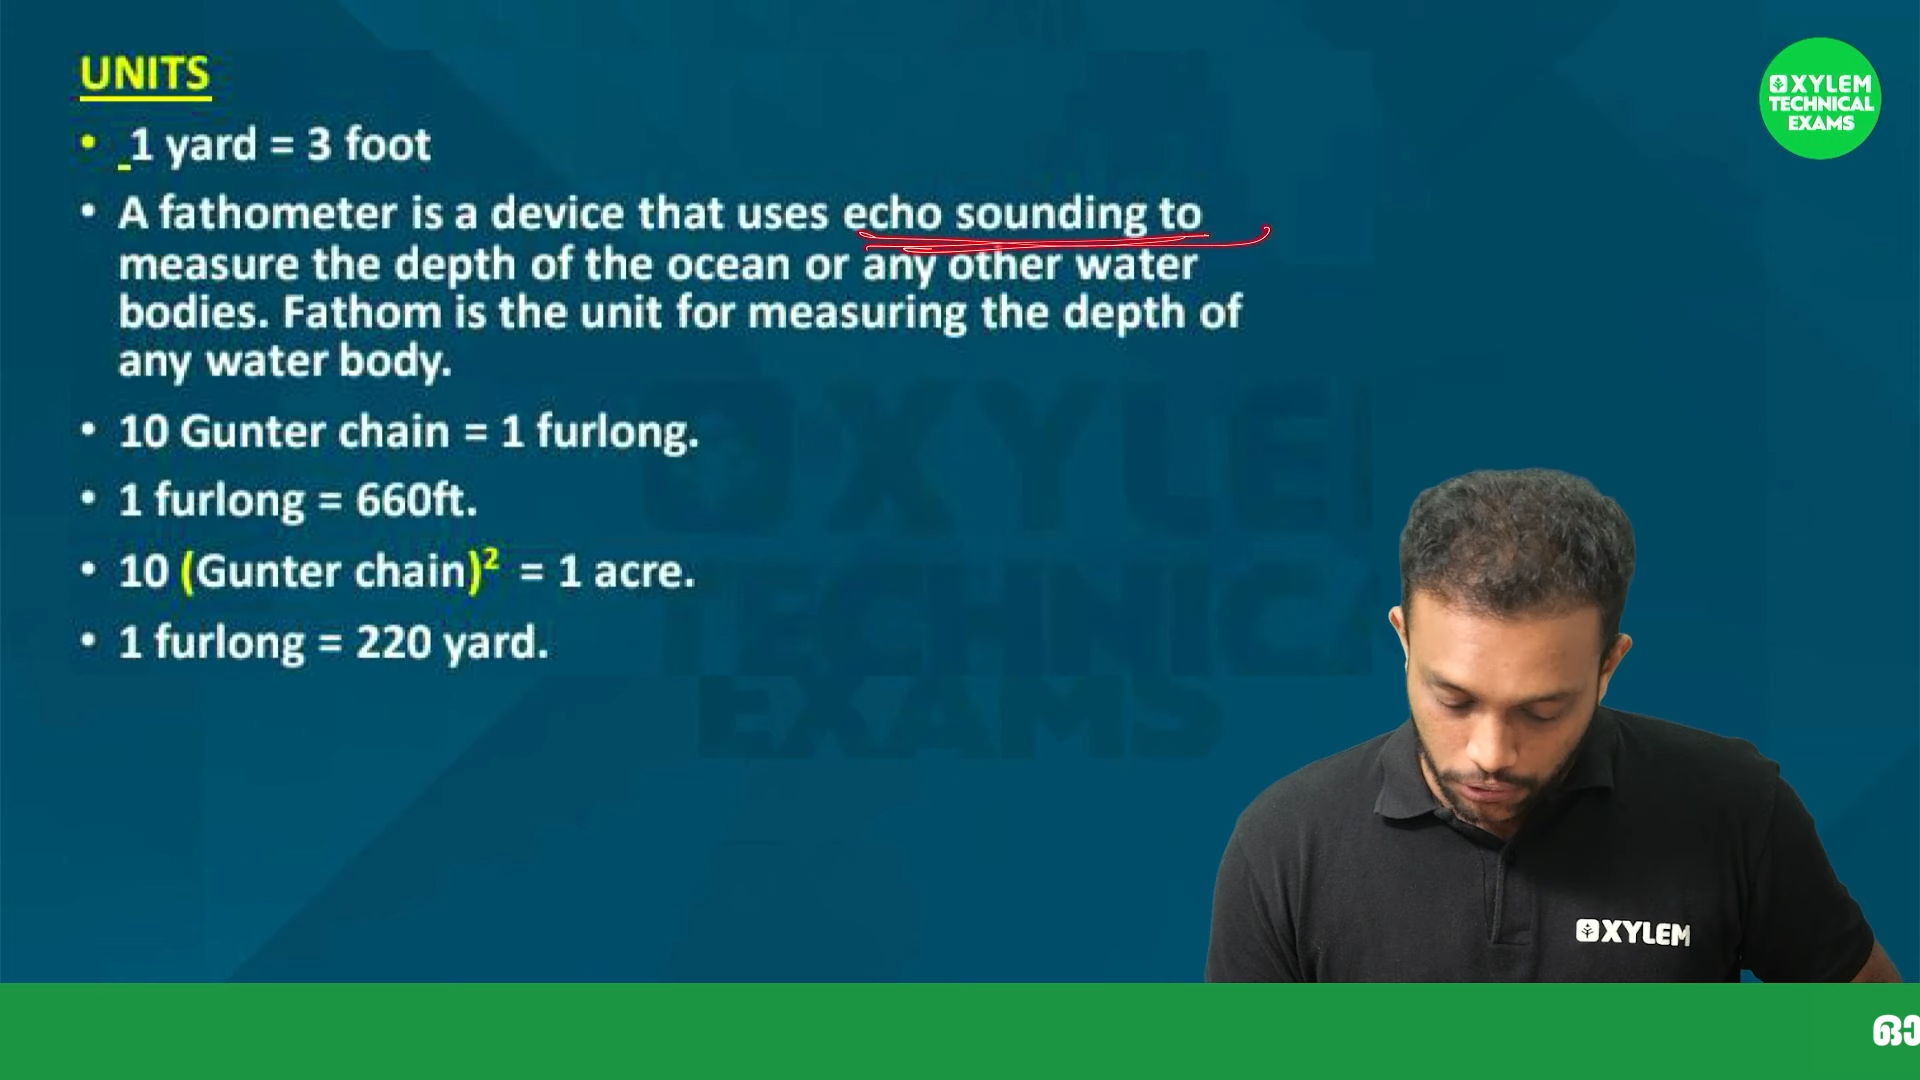 UNITS
• 1 yard = 3 foot
• A fathometer is a device that uses echo sounding to
measure the depth of the ocean or any other water
bodies. Fathom is the unit for measuring the depth of
any water body.
• 10 Gunter chain = 1 furlong.
• 1 furlong = 660ft.
• 10 (Gunter chain)² = 1 acre.
• 1 furlong = 220 yard.
XYLEM
TECHNICAL
EXAMS
XYLEM
TECHNICA
EXAMS
XYLEM